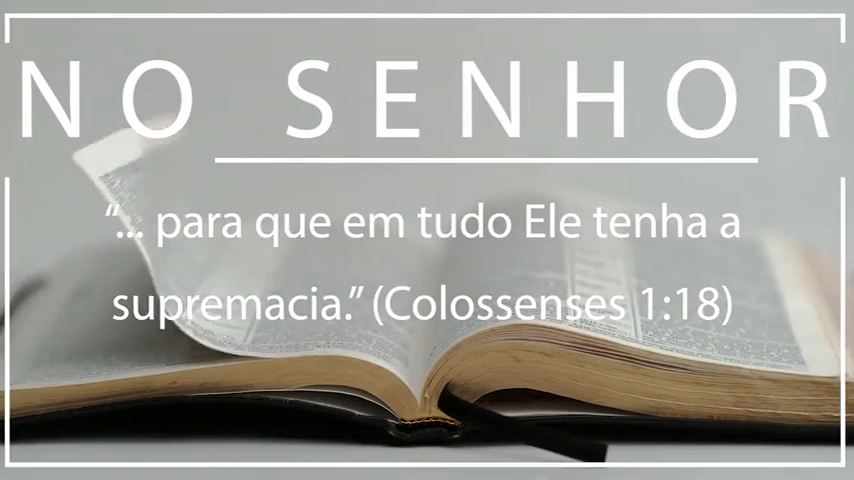 NO SENHOR
“... para que em tudo Ele tenha a
supremacia.” (Colossenses 1:18)